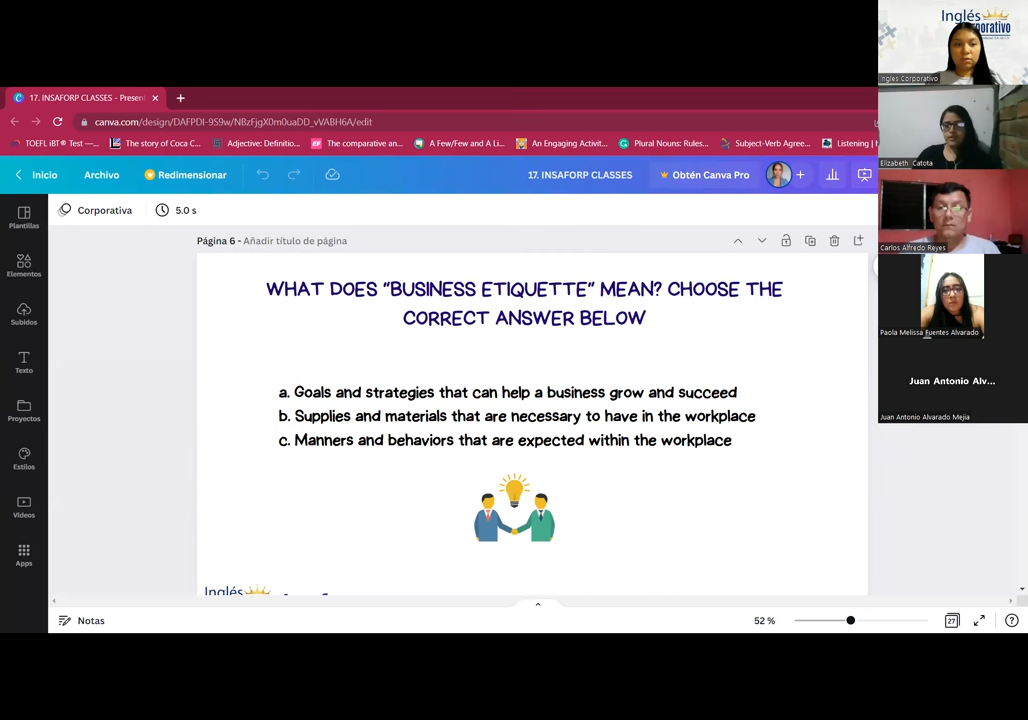 Inglés
17. INSAFORP CLASSES - Present
canva.com/design/DAFPDI-9S9w/NBzFjgX0m0uaDD_vVABH6A/edit
TOEFL iBT® Test —... The story of Coca C... Adjective: Definitio... EP The comparative an... A Few/Few and A Li... An Engaging Activit... Plural Nouns: Rules... Subject-Verb Agree... Listening |
Inicio Archivo Redimensionar 17. INSAFORP CLASSES Obtén Canva Pro
Corporativa 5.0 s
Plantillas
Elementos
Subidos
Texto
Proyectos
Estilos
Videos
Apps
Página 6 - Añadir título de página
WHAT DOES "BUSINESS ETIQUETTE" MEAN? CHOOSE THE
CORRECT ANSWER BELOW
a. Goals and strategies that can help a business grow and succeed
b. Supplies and materials that are necessary to have in the workplace
c. Manners and behaviors that are expected within the workplace
Inglés
Notas
52 %
27
Ingles Corporativo
Elizabeth Catota
Carlos Alfredo Reyes
Paola Melissa Fuentes Alvarado
Juan Antonio Alv...
Juan Antonio Alvarado Mejia